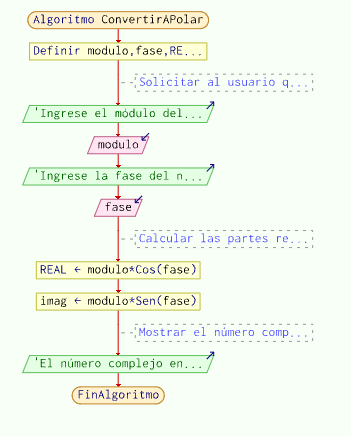 Algoritmo ConvertirAPolar
Definir modulo,fase,RE...
Solicitar al usuario q...
'Ingrese el módulo del...
modulo
'Ingrese la fase del n...
fase
Calcular las partes re...
REAL ← modulo*Cos(fase)
imag ← modulo*Sen(fase)
Mostrar el número comp...
'El número complejo en...
FinAlgoritmo